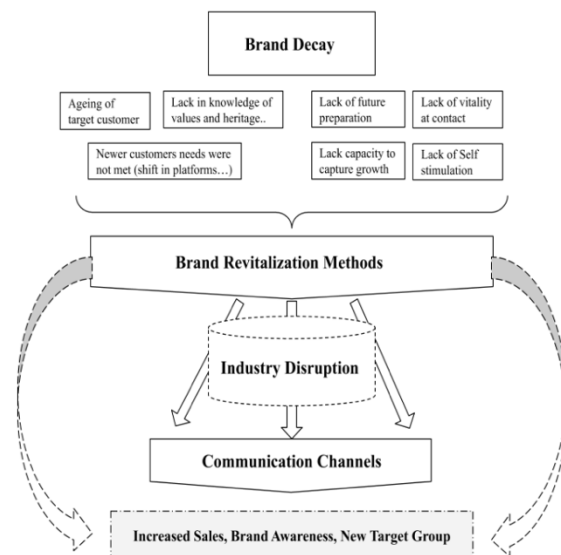 Brand Decay
Ageing of
target customer
Lack in knowledge of
values and heritage..
Lack of future
preparation
Lack of vitality
at contact
Newer customers needs were
not met (shift in platforms…)
Lack capacity to
capture growth
Lack of Self
stimulation
Brand Revitalization Methods
Industry Disruption
Communication Channels
Increased Sales, Brand Awareness, New Target Group